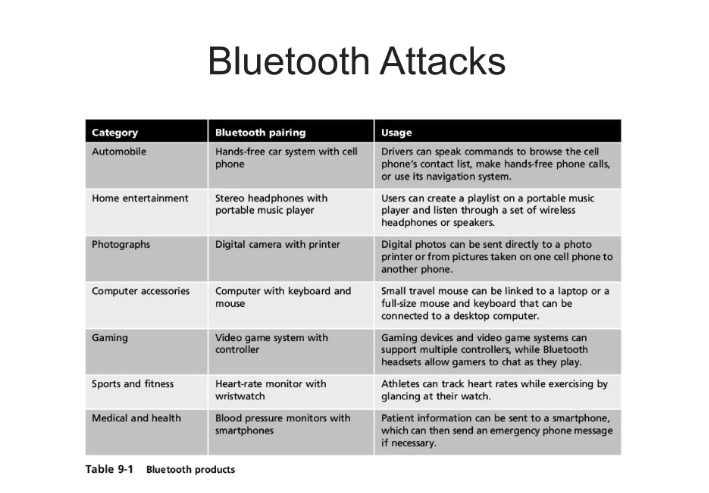 Bluetooth Attacks
Category Bluetooth pairing Usage
Automobile Hands-free car system with cell Drivers can speak commands to browse the cell
phone phone's contact list, make hands-free phone calls,
or use its navigation system.
Home entertainment Stereo headphones with Users can create a playlist on a portable music
portable music player player and listen through a set of wireless
headphones or speakers.
Photographs Digital camera with printer Digital photos can be sent directly to a photo
printer or from pictures taken on one cell phone to
another phone.
Computer accessories Computer with keyboard and Small travel mouse can be linked to a laptop or a
mouse full-size mouse and keyboard that can be
connected to a desktop computer.
Gaming Video game system with Gaming devices and video game systems can
controller support multiple controllers, while Bluetooth
headsets allow gamers to chat as they play.
Sports and fitness Heart-rate monitor with Athletes can track heart rates while exercising by
wristwatch glancing at their watch.
Medical and health Blood pressure monitors with Patient information can be sent to a smartphone,
smartphones which can then send an emergency phone message
if necessary.
Table 9-1 Bluetooth products